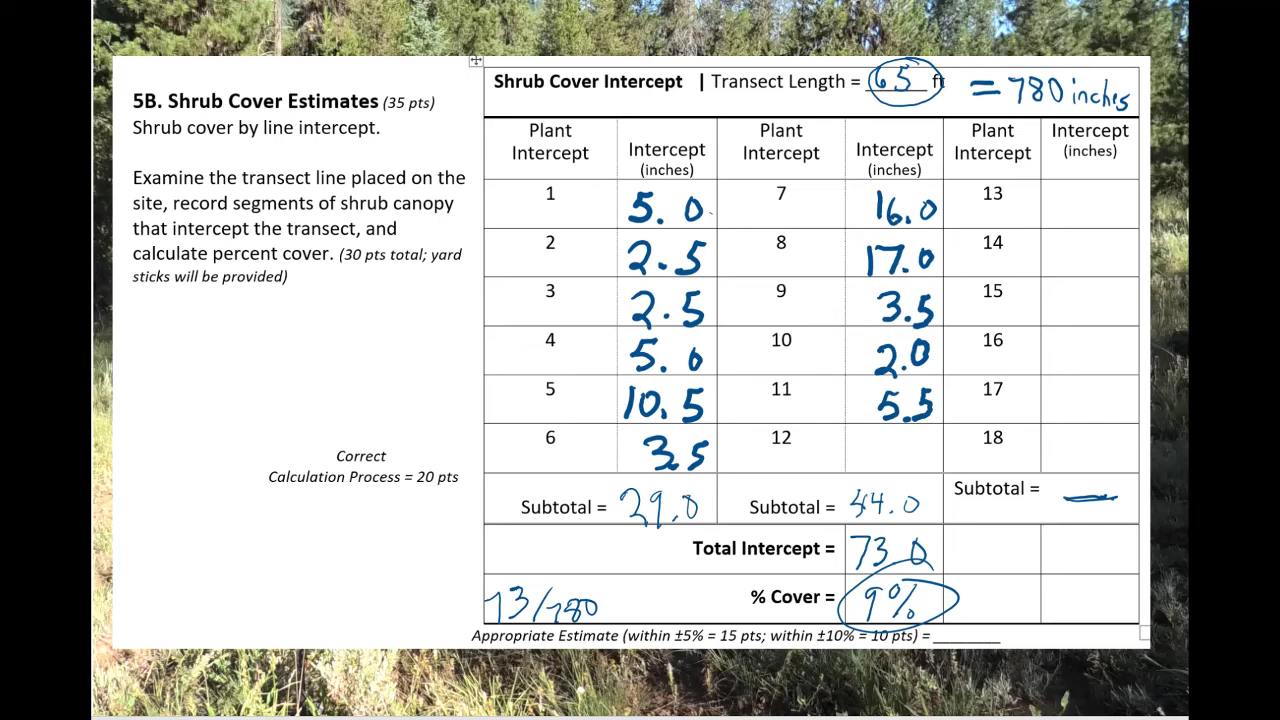 5B. Shrub Cover Estimates (35 pts)
Shrub cover by line intercept.
Examine the transect line placed on the
site, record segments of shrub canopy
that intercept the transect, and
calculate percent cover. (30 pts total; yard
sticks will be provided)
Correct
Calculation Process = 20 pts
Shrub Cover Intercept | Transect Length = 65 ft = 780 inches
Plant Intercept Intercept (inches) Plant Intercept Intercept (inches) Plant Intercept Intercept (inches)
1 5.0 7 16.0 13
2 2.5 8 17.0 14
3 2.5 9 3.5 15
4 5.0 10 2.0 16
5 10.5 11 5.5 17
6 3.5 12 18
Subtotal = 29.0 Subtotal = 44.0 Subtotal = —
Total Intercept = 73.0
73/780 % Cover = 9%
Appropriate Estimate (within ±5% = 15 pts; within ±10% = 10 pts) = ________